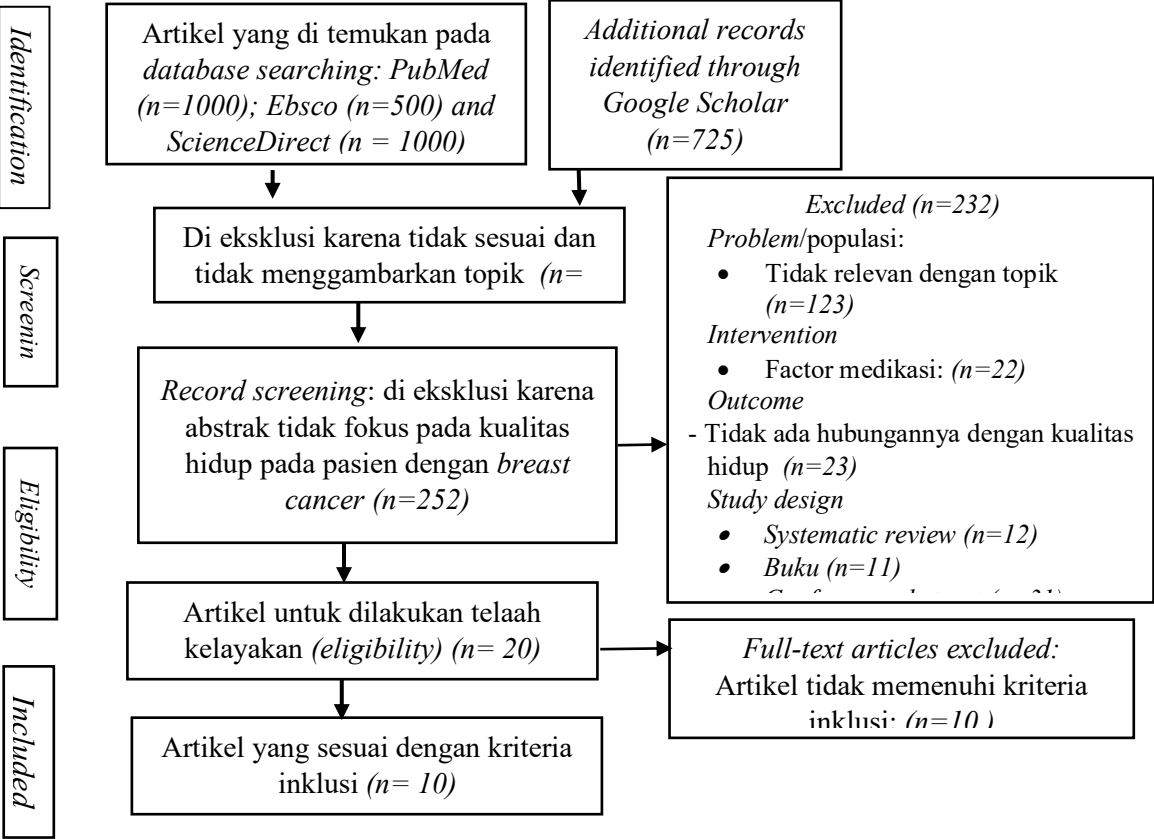 Identification
Artikel yang di temukan pada
database searching: PubMed
(n=1000); Ebsco (n=500) and
ScienceDirect (n = 1000)
Additional records
identified through
Google Scholar
(n=725)
Screenin
Di eksklusi karena tidak sesuai dan
tidak menggambarkan topik (n=
Record screening: di eksklusi karena
abstrak tidak fokus pada kualitas
hidup pada pasien dengan breast
cancer (n=252)
Excluded (n=232)
Problem/populasi:
• Tidak relevan dengan topik
(n=123)
Intervention
• Factor medikasi: (n=22)
Outcome
- Tidak ada hubungannya dengan kualitas
hidup (n=23)
Study design
• Systematic review (n=12)
• Buku (n=11)
Eligibility
Artikel untuk dilakukan telaah
kelayakan (eligibility) (n= 20)
Full-text articles excluded:
Artikel tidak memenuhi kriteria
inklusi: (n=10 )
Included
Artikel yang sesuai dengan kriteria
inklusi (n= 10)